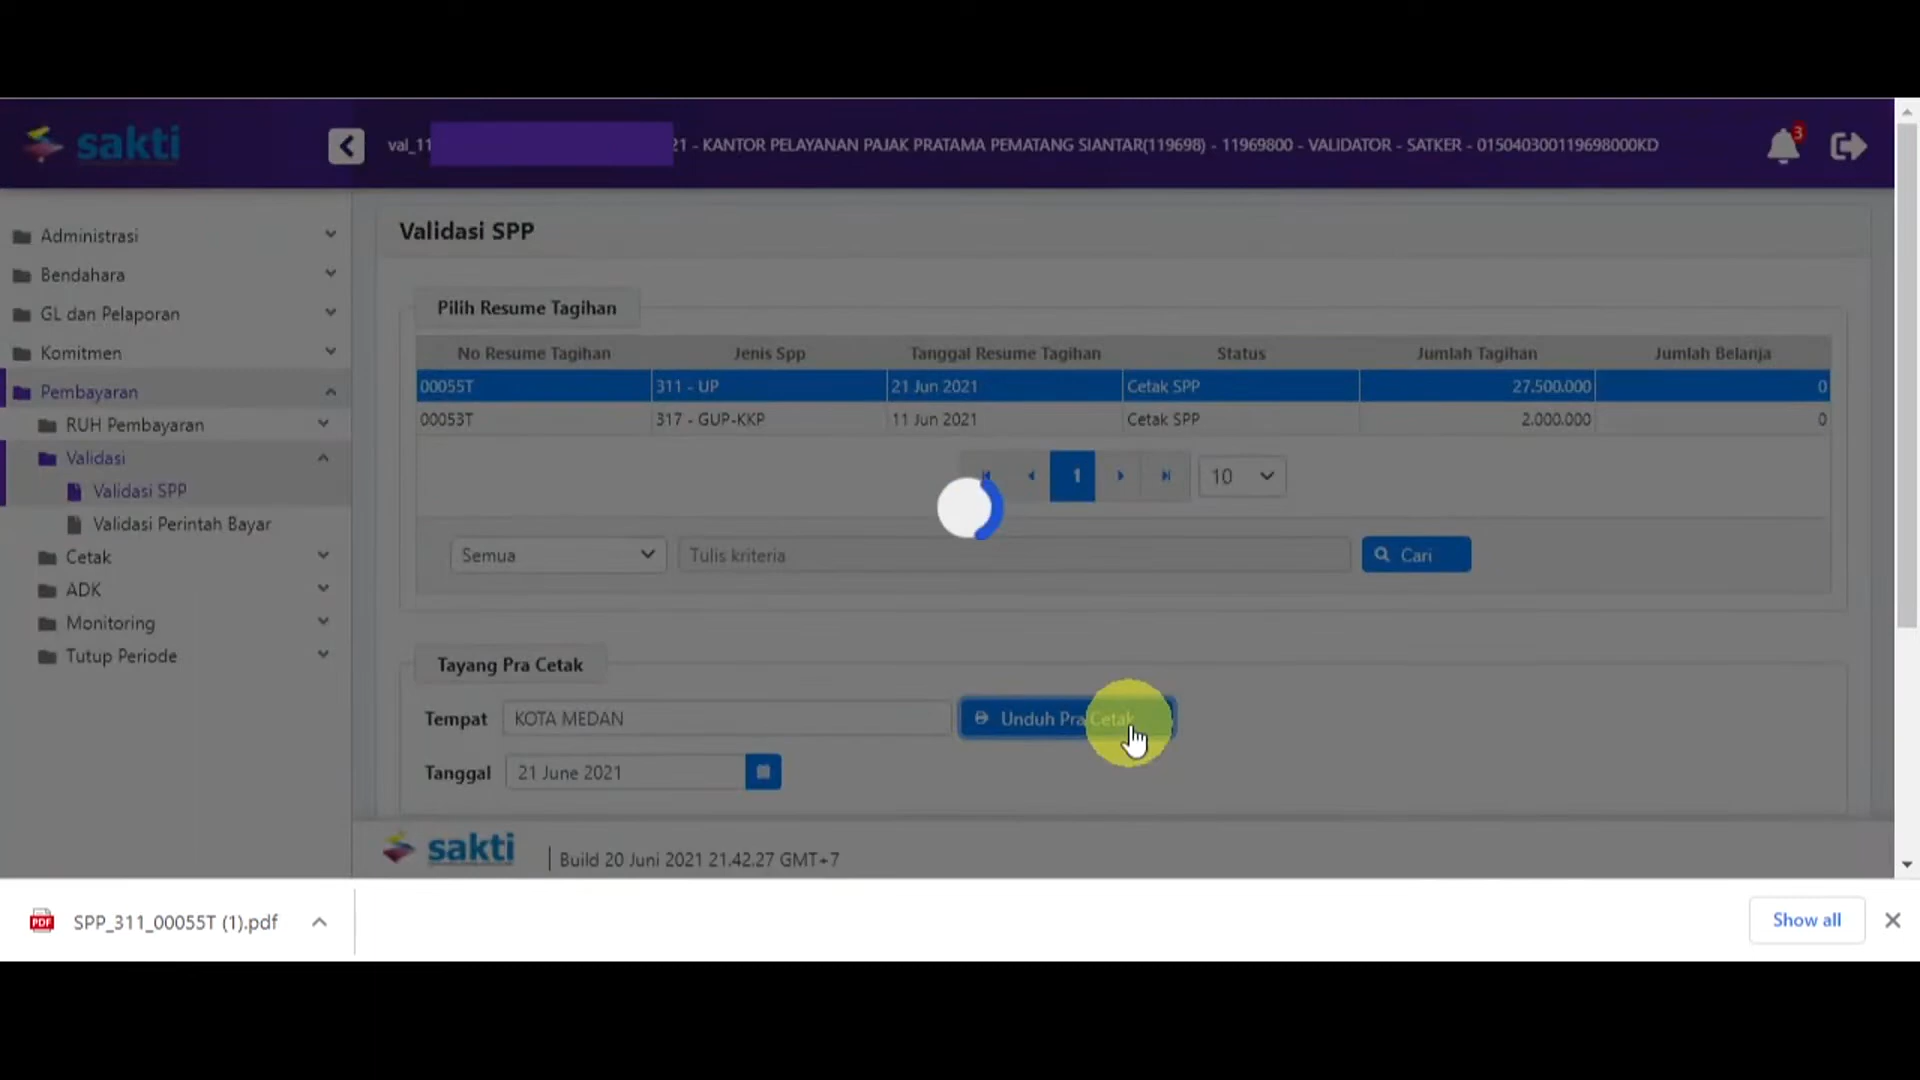 sakti
val_11 21 - KANTOR PELAYANAN PAJAK PRATAMA PEMATANG SIANTAR(119698) - 11969800 - VALIDATOR - SATKER - 015040300119698000KD
3
Administrasi
Bendahara
GL dan Pelaporan
Komitmen
Pembayaran
RUH Pembayaran
Validasi
Validasi SPP
Validasi Perintah Bayar
Cetak
ADK
Monitoring
Tutup Periode
Validasi SPP
Pilih Resume Tagihan
No Resume Tagihan Jenis Spp Tanggal Resume Tagihan Status Jumlah Tagihan Jumlah Belanja
00055T 311 - UP 21 Jun 2021 Cetak SPP 27.500.000 0
00053T 317 - GUP-KKP 11 Jun 2021 Cetak SPP 2.000.000 0
1 10
Semua Tulis kriteria Cari
Tayang Pra Cetak
Tempat KOTA MEDAN Unduh Pra Cetak
Tanggal 21 June 2021
sakti Build 20 Juni 2021 21.42.27 GMT+7
PDF SPP_311_00055T (1).pdf Show all